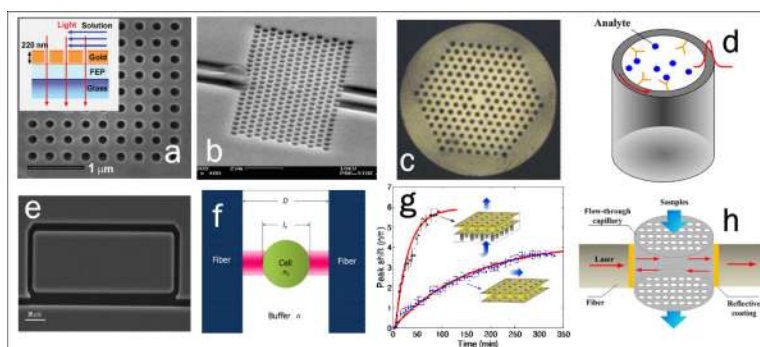 Light Solution
220 nm
Gold
FEP
Glass
1 µm
a
b
c
Analyte
d
e
f
D
Fiber
Cell
Fiber
Buffer n
g
Peak shift (nm)
6
5
4
3
2
1
0
0 50 100 150 200 250 300 350
Time (min)
h
Samples
Flow-through
capillary
Laser
Fiber
Reflective
coating